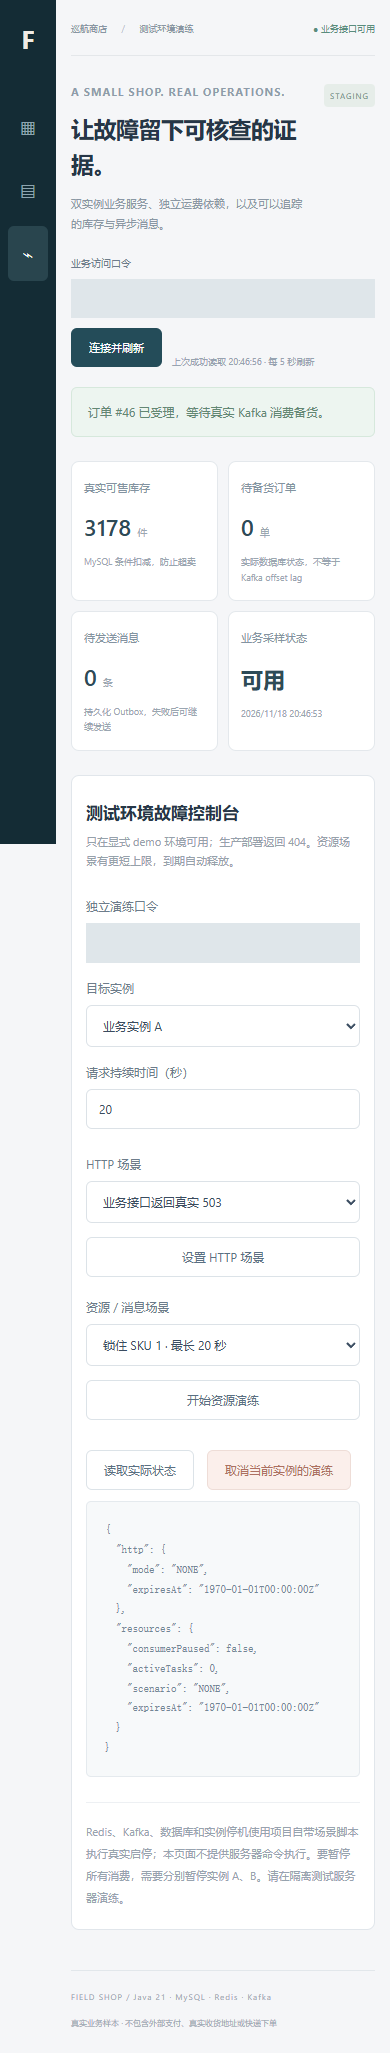 F
巡航商店 / 测试环境演练
● 业务接口可用
A SMALL SHOP. REAL OPERATIONS.
STAGING
让故障留下可核查的证
据。
双实例业务服务、独立运费依赖，以及可以追踪
的库存与异步消息。
业务访问口令
连接并刷新
上次成功读取 20:46:56 · 每 5 秒刷新
订单 #46 已受理，等待真实 Kafka 消费备货。
真实可售库存
3178 件
MySQL 条件扣减，防止超卖
待备货订单
0 单
实际数据库状态，不等于
Kafka offset lag
待发送消息
0 条
持久化 Outbox，失败后可继
续发送
业务采样状态
可用
2026/11/18 20:46:53
测试环境故障控制台
只在显式 demo 环境可用；生产部署返回 404。资源场
景有更短上限，到期自动释放。
独立演练口令
目标实例
业务实例 A
请求持续时间（秒）
20
HTTP 场景
业务接口返回真实 503
设置 HTTP 场景
资源 / 消息场景
锁住 SKU 1 · 最长 20 秒
开始资源演练
读取实际状态
取消当前实例的演练
{
"http": {
"mode": "NONE",
"expiresAt": "1970-01-01T00:00:00Z"
},
"resources": {
"consumerPaused": false,
"activeTasks": 0,
"scenario": "NONE",
"expiresAt": "1970-01-01T00:00:00Z"
}
}
Redis、Kafka、数据库和实例停机使用项目自带场景脚本
执行真实启停；本页面不提供服务器命令执行。要暂停
所有消费，需要分别暂停实例 A、B。请在隔离测试服务
器演练。
FIELD SHOP / Java 21 · MySQL · Redis · Kafka
真实业务样本 · 不包含外部支付、真实收货地址或快递下单